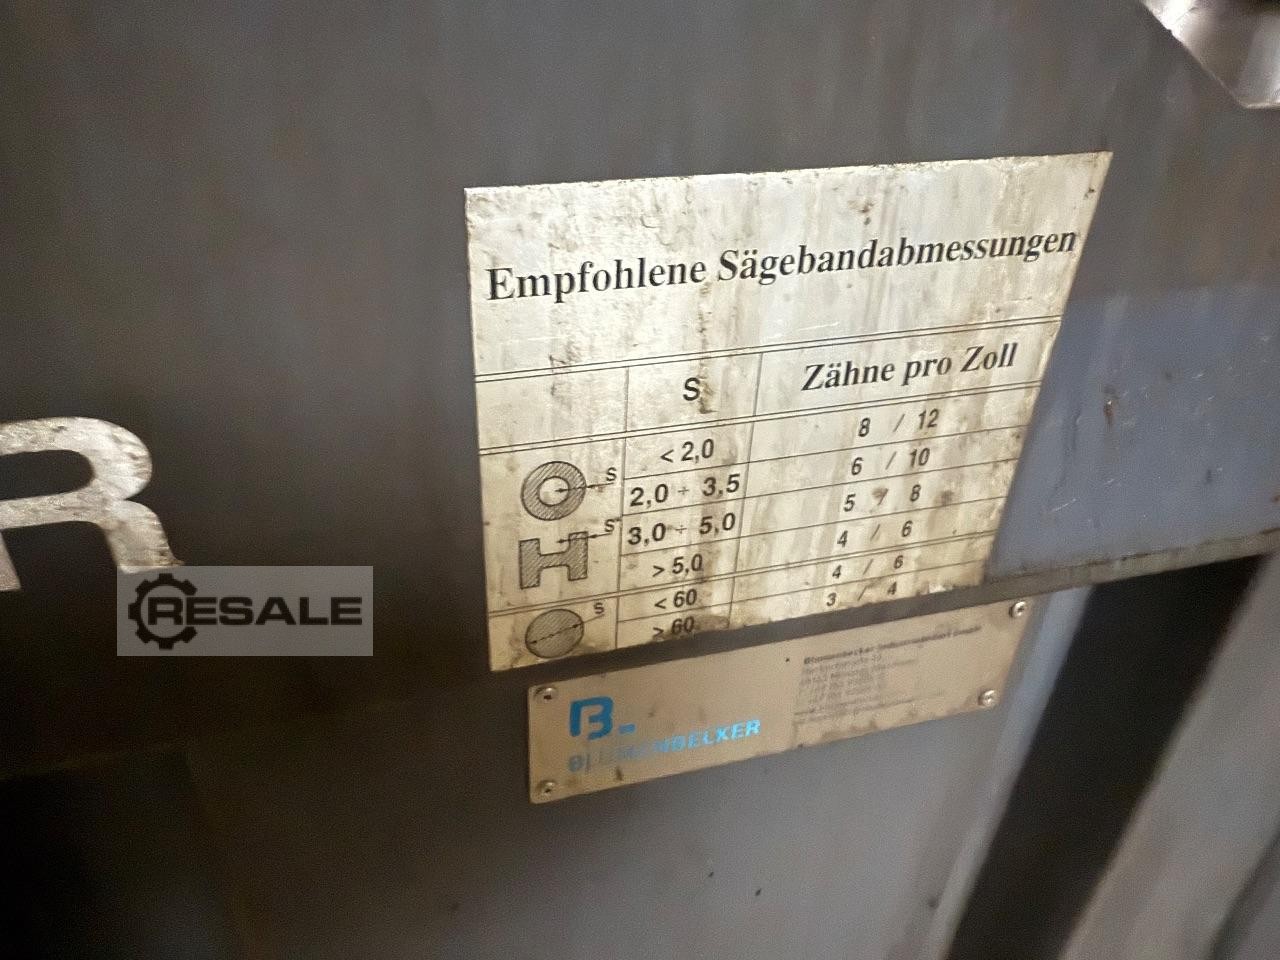 Empfohlene Sägebandabmessungen
S Zähne pro Zoll
< 2,0 8 / 12
S 2,0 ÷ 3,5 6 / 10
S 3,0 ÷ 5,0 5 / 8
> 5,0 4 / 6
S < 60 4 / 6
> 60 3 / 4
R
RESALE
B
BLUMENBECKER